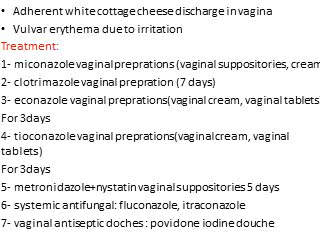 • Adherent white cottage cheese discharge in vagina
• Vulvar erythema due to irritation
Treatment:
1- miconazole vaginal preprations (vaginal suppositories, cream
2- clotrimazole vaginal prepration (7 days)
3- econazole vaginal preprations(vaginal cream, vaginal tablets
For 3days
4- tioconazole vaginal preprations(vaginalcream, vaginal
tablets)
For 3days
5- metronidazole+nystatin vaginal suppositories 5 days
6- systemic antifungal: fluconazole, itraconazole
7- vaginal antiseptic doches: povidone iodine douche